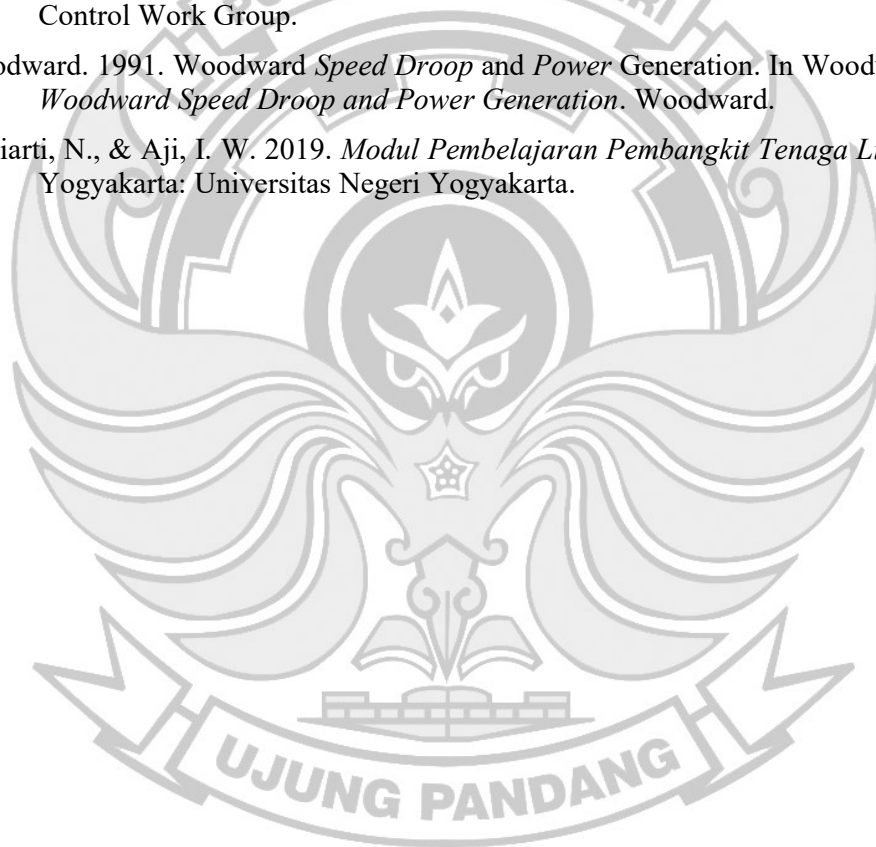 Control Work Group.
odward. 1991. Woodward Speed Droop and Power Generation. In Woodw
Woodward Speed Droop and Power Generation. Woodward.
iarti, N., & Aji, I. W. 2019. Modul Pembelajaran Pembangkit Tenaga Li
Yogyakarta: Universitas Negeri Yogyakarta.
UJUNG PANDANG